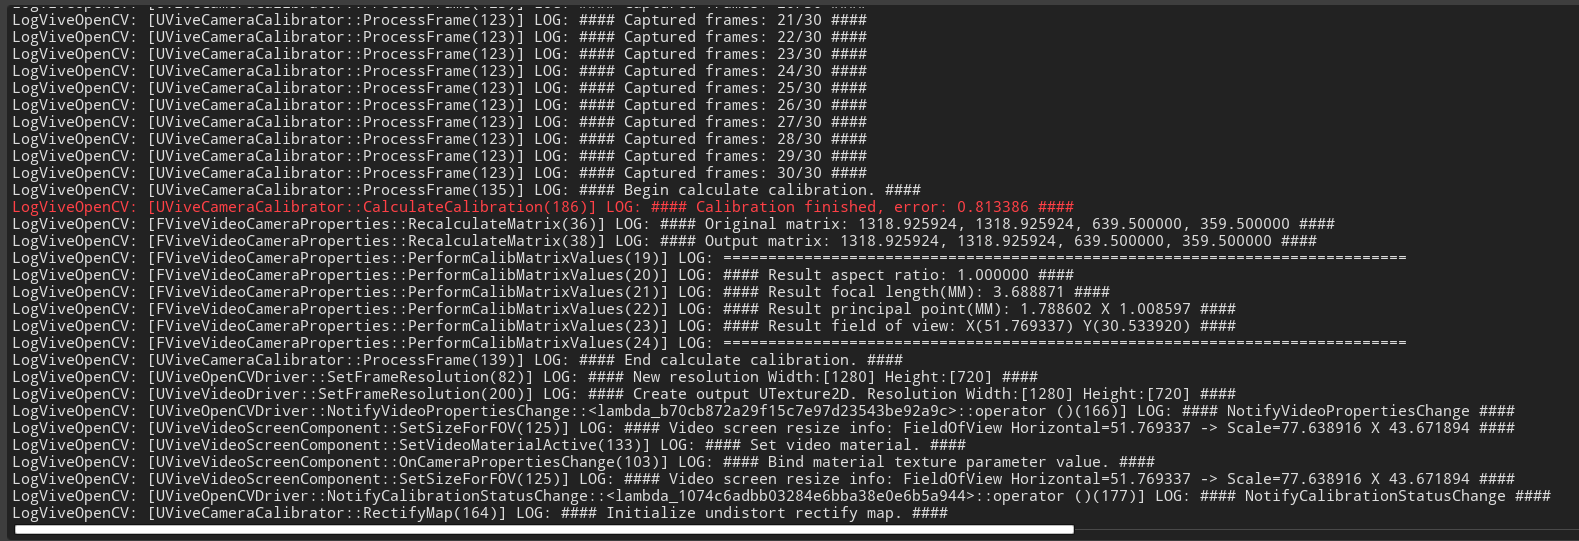 LogViveOpenCV: [UViveCameraCalibrator::ProcessFrame(123)] LOG: #### Captured frames: 21/30 ####
LogViveOpenCV: [UViveCameraCalibrator::ProcessFrame(123)] LOG: #### Captured frames: 22/30 ####
LogViveOpenCV: [UViveCameraCalibrator::ProcessFrame(123)] LOG: #### Captured frames: 23/30 ####
LogViveOpenCV: [UViveCameraCalibrator::ProcessFrame(123)] LOG: #### Captured frames: 24/30 ####
LogViveOpenCV: [UViveCameraCalibrator::ProcessFrame(123)] LOG: #### Captured frames: 25/30 ####
LogViveOpenCV: [UViveCameraCalibrator::ProcessFrame(123)] LOG: #### Captured frames: 26/30 ####
LogViveOpenCV: [UViveCameraCalibrator::ProcessFrame(123)] LOG: #### Captured frames: 27/30 ####
LogViveOpenCV: [UViveCameraCalibrator::ProcessFrame(123)] LOG: #### Captured frames: 28/30 ####
LogViveOpenCV: [UViveCameraCalibrator::ProcessFrame(123)] LOG: #### Captured frames: 29/30 ####
LogViveOpenCV: [UViveCameraCalibrator::ProcessFrame(123)] LOG: #### Captured frames: 30/30 ####
LogViveOpenCV: [UViveCameraCalibrator::ProcessFrame(135)] LOG: #### Begin calculate calibration. ####
LogViveOpenCV: [UViveCameraCalibrator::CalculateCalibration(186)] LOG: #### Calibration finished, error: 0.813386 ####
LogViveOpenCV: [FViveVideoCameraProperties::RecalculateMatrix(36)] LOG: #### Original matrix: 1318.925924, 1318.925924, 639.500000, 359.500000 ####
LogViveOpenCV: [FViveVideoCameraProperties::RecalculateMatrix(38)] LOG: #### Output matrix: 1318.925924, 1318.925924, 639.500000, 359.500000 ####
LogViveOpenCV: [FViveVideoCameraProperties::PerformCalibMatrixValues(19)] LOG: ============================================================================
LogViveOpenCV: [FViveVideoCameraProperties::PerformCalibMatrixValues(20)] LOG: #### Result aspect ratio: 1.000000 ####
LogViveOpenCV: [FViveVideoCameraProperties::PerformCalibMatrixValues(21)] LOG: #### Result focal length(MM): 3.688871 ####
LogViveOpenCV: [FViveVideoCameraProperties::PerformCalibMatrixValues(22)] LOG: #### Result principal point(MM): 1.788602 X 1.008597 ####
LogViveOpenCV: [FViveVideoCameraProperties::PerformCalibMatrixValues(23)] LOG: #### Result field of view: X(51.769337) Y(30.533920) ####
LogViveOpenCV: [FViveVideoCameraProperties::PerformCalibMatrixValues(24)] LOG: ============================================================================
LogViveOpenCV: [UViveCameraCalibrator::ProcessFrame(139)] LOG: #### End calculate calibration. ####
LogViveOpenCV: [UViveOpenCVDriver::SetFrameResolution(82)] LOG: #### New resolution Width:[1280] Height:[720] ####
LogViveOpenCV: [UViveVideoDriver::SetFrameResolution(200)] LOG: #### Create output UTexture2D. Resolution Width:[1280] Height:[720] ####
LogViveOpenCV: [UViveOpenCVDriver::NotifyVideoPropertiesChange::<lambda_b70cb872a29f15c7e97d23543be92a9c>::operator ()(166)] LOG: #### NotifyVideoPropertiesChange ####
LogViveOpenCV: [UViveVideoScreenComponent::SetSizeForFOV(125)] LOG: #### Video screen resize info: FieldOfView Horizontal=51.769337 -> Scale=77.638916 X 43.671894 ####
LogViveOpenCV: [UViveVideoScreenComponent::SetVideoMaterialActive(133)] LOG: #### Set video material. ####
LogViveOpenCV: [UViveVideoScreenComponent::OnCameraPropertiesChange(103)] LOG: #### Bind material texture parameter value. ####
LogViveOpenCV: [UViveVideoScreenComponent::SetSizeForFOV(125)] LOG: #### Video screen resize info: FieldOfView Horizontal=51.769337 -> Scale=77.638916 X 43.671894 ####
LogViveOpenCV: [UViveOpenCVDriver::NotifyCalibrationStatusChange::<lambda_1074c6adbb03284e6bba38e0e6b5a944>::operator ()(177)] LOG: #### NotifyCalibrationStatusChange ####
LogViveOpenCV: [UViveCameraCalibrator::RectifyMap(164)] LOG: #### Initialize undistort rectify map. ####